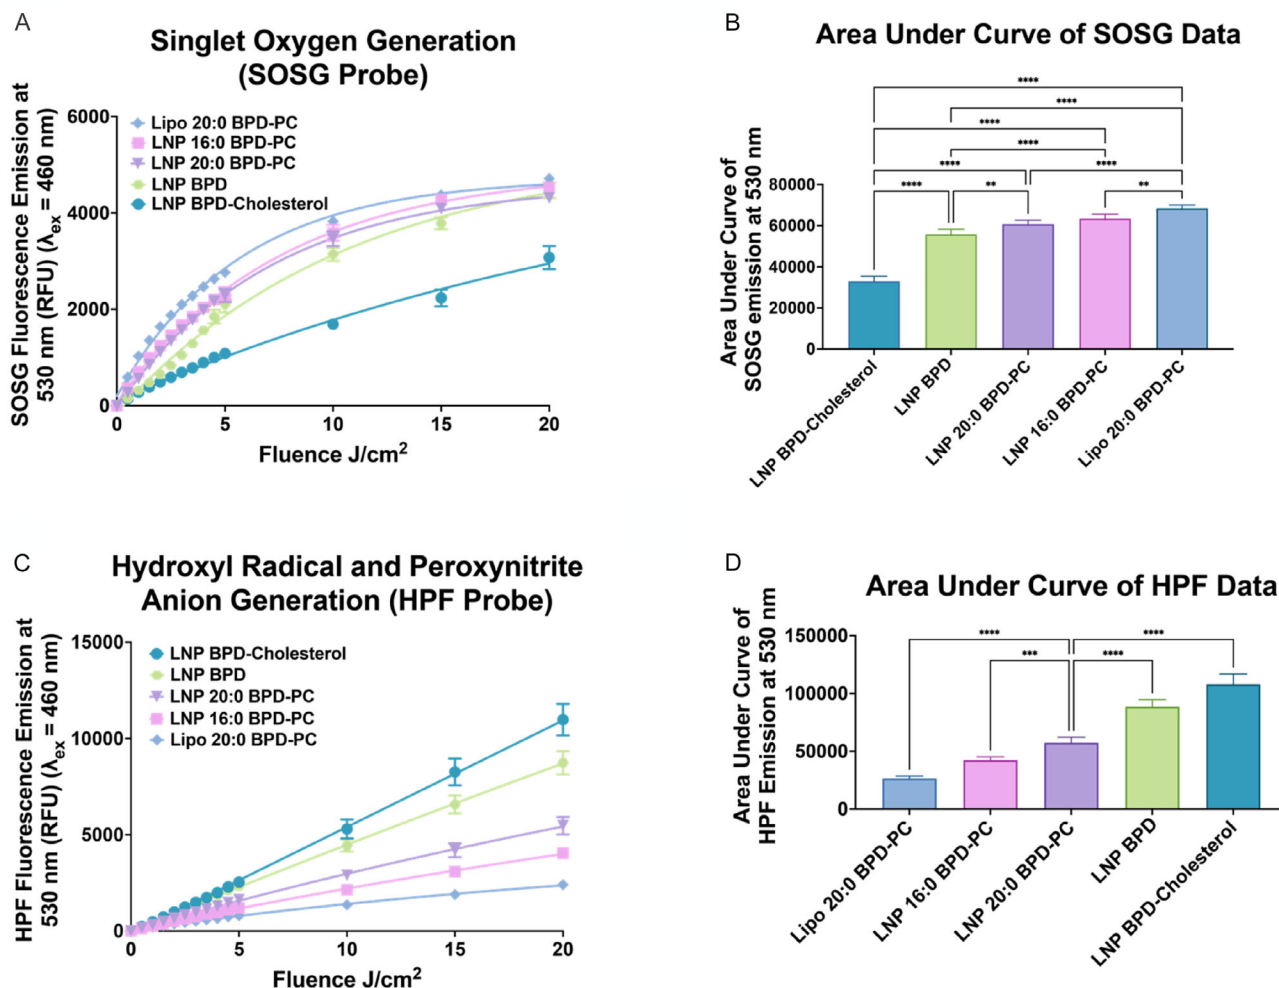 A
Singlet Oxygen Generation
(SOSG Probe)
SOSG Fluorescence Emission at
530 nm (RFU) (λex = 460 nm)
6000
4000
2000
0
Lipo 20:0 BPD-PC
LNP 16:0 BPD-PC
LNP 20:0 BPD-PC
LNP BPD
LNP BPD-Cholesterol
0 5 10 15 20
Fluence J/cm2
B
Area Under Curve of SOSG Data
Area Under Curve of
SOSG emission at 530 nm
80000
60000
40000
20000
0
****
****
****
****
**** ****
**** ** **
LNP BPD-Cholesterol
LNP BPD
LNP 20:0 BPD-PC
LNP 16:0 BPD-PC
Lipo 20:0 BPD-PC
C
Hydroxyl Radical and Peroxynitrite
Anion Generation (HPF Probe)
HPF Fluorescence Emission at
530 nm (RFU) (λex = 460 nm)
15000
10000
5000
0
LNP BPD-Cholesterol
LNP BPD
LNP 20:0 BPD-PC
LNP 16:0 BPD-PC
Lipo 20:0 BPD-PC
0 5 10 15 20
Fluence J/cm2
D
Area Under Curve of HPF Data
Area Under Curve of
HPF Emission at 530 nm
150000
100000
50000
0
**** ****
*** ****
Lipo 20:0 BPD-PC
LNP 16:0 BPD-PC
LNP 20:0 BPD-PC
LNP BPD
LNP BPD-Cholesterol